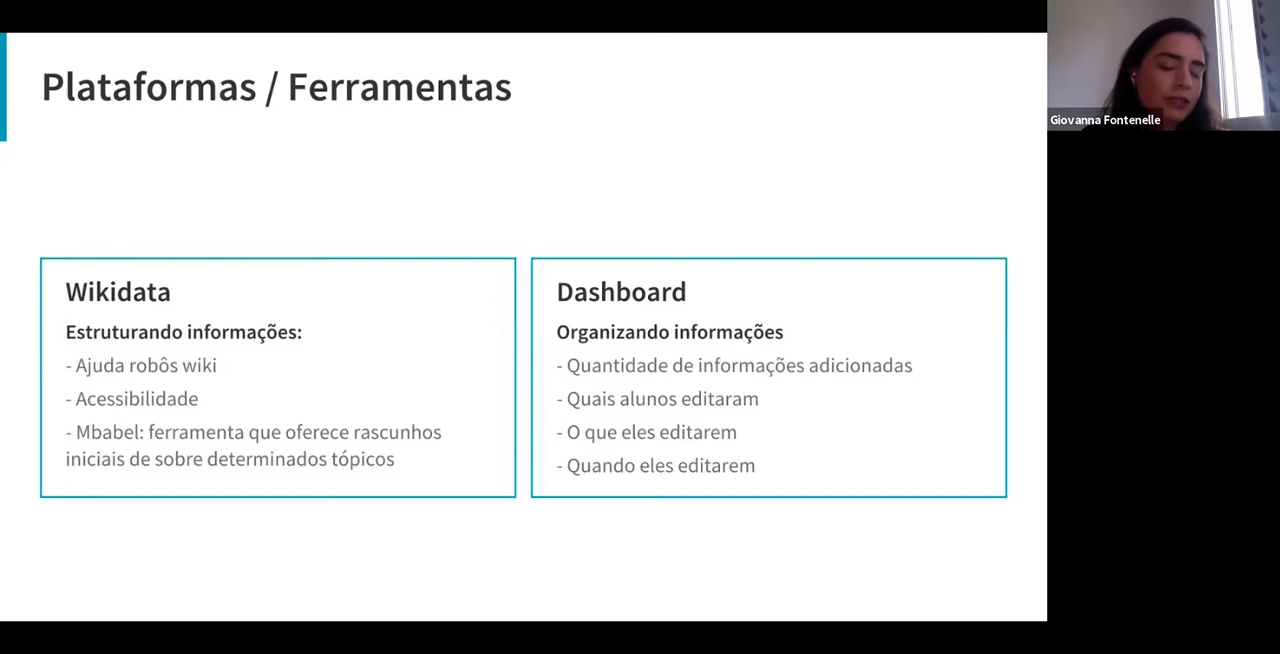 Plataformas / Ferramentas
Giovanna Fontenelle
Wikidata
Estruturando informações:
- Ajuda robôs wiki
- Acessibilidade
- Mbabel: ferramenta que oferece rascunhos
iniciais de sobre determinados tópicos
Dashboard
Organizando informações
- Quantidade de informações adicionadas
- Quais alunos editaram
- O que eles editarem
- Quando eles editarem